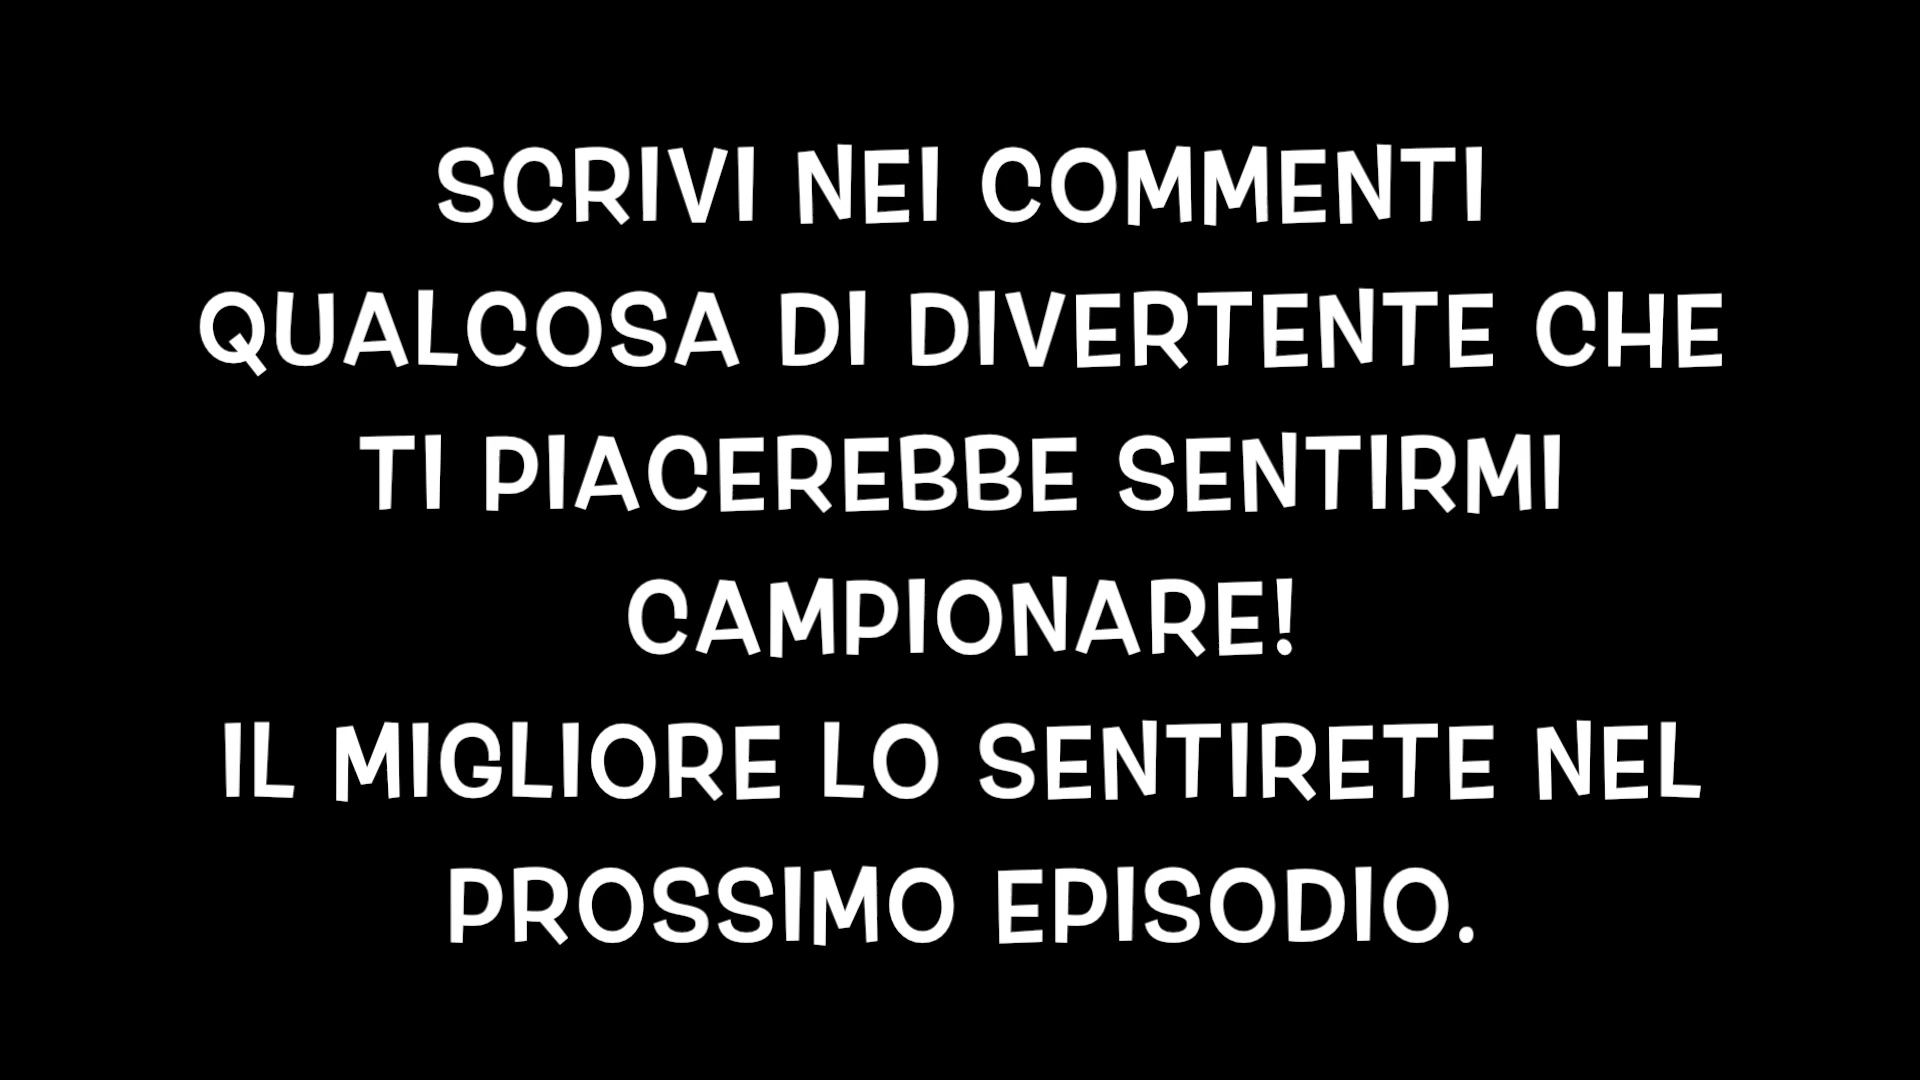 SCRIVI NEI COMMENTI
QUALCOSA DI DIVERTENTE CHE
TI PIACEREBBE SENTIRMI
CAMPIONARE!
IL MIGLIORE LO SENTIRETE NEL
PROSSIMO EPISODIO.